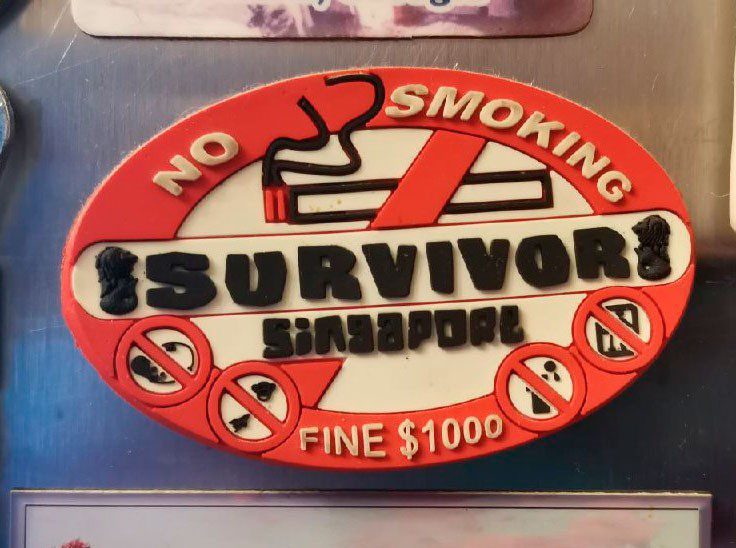 NO SMOKING
SURVIVOR
SINGAPORE
FINE $1000